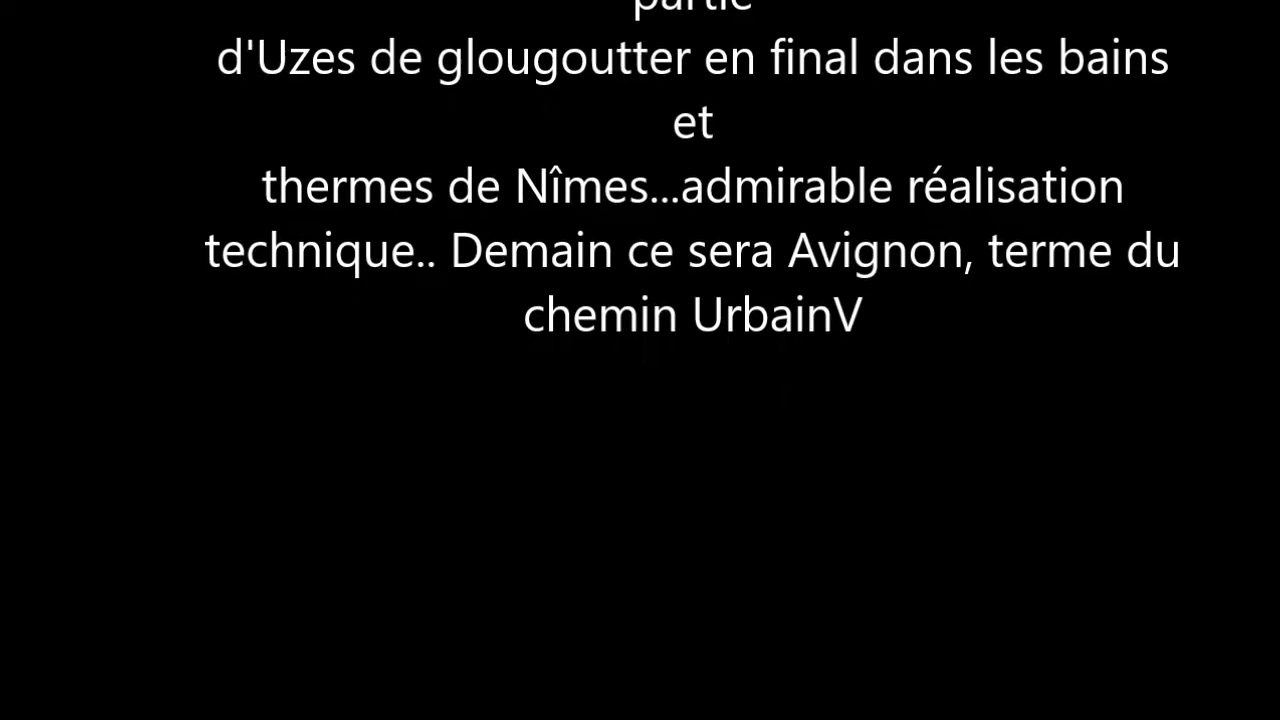 partie
d'Uzes de glougoutter en final dans les bains
et
thermes de Nîmes...admirable réalisation
technique.. Demain ce sera Avignon, terme du
chemin UrbainV